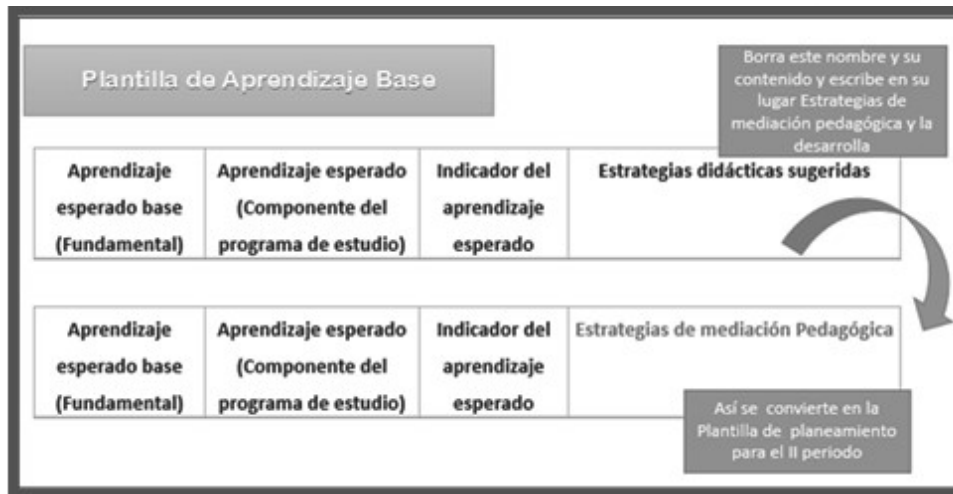 Plantilla de Aprendizaje Base
Borra este nombre y su
contenido y escribe en su
lugar Estrategias de
mediación pedagógica y la
desarrolla
Aprendizaje
esperado base
(Fundamental)
Aprendizaje esperado
(Componente del
programa de estudio)
Indicador del
aprendizaje
esperado
Estrategias didácticas sugeridas
Aprendizaje
esperado base
(Fundamental)
Aprendizaje esperado
(Componente del
programa de estudio)
Indicador del
aprendizaje
esperado
Estrategias de mediación Pedagógica
Así se convierte en la
Plantilla de planeamiento
para el II periodo